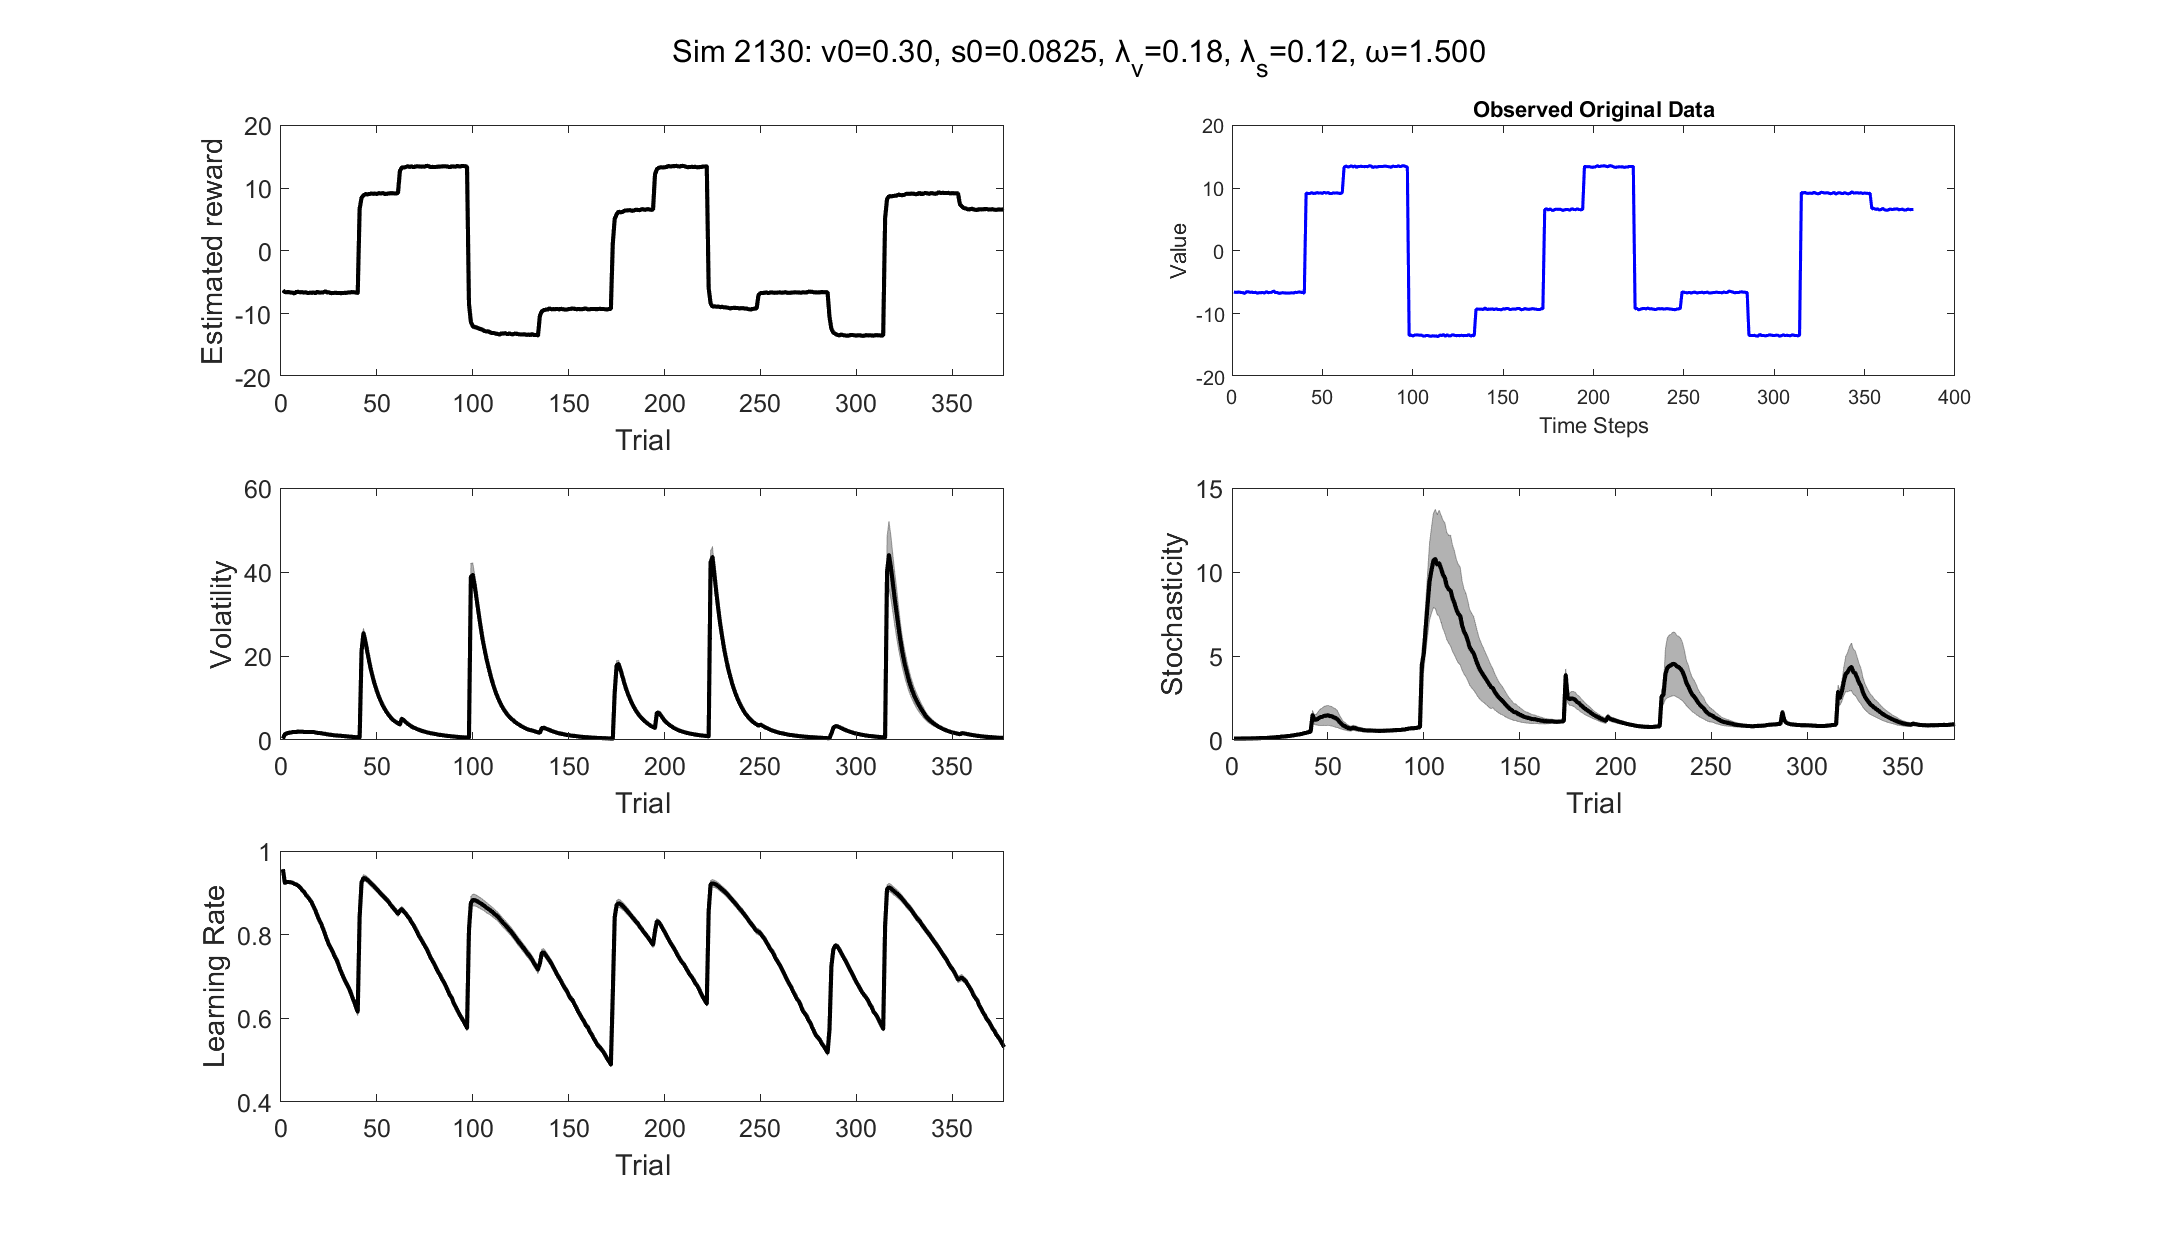 Sim 2130: v0=0.30, s0=0.0825, λv=0.18, λs=0.12, ω=1.500
Estimated reward
20
10
0
-10
-20
0 50 100 150 200 250 300 350
Trial
Observed Original Data
Value
20
10
0
-10
-20
0 50 100 150 200 250 300 350 400
Time Steps
Volatility
60
40
20
0
0 50 100 150 200 250 300 350
Trial
Stochasticity
15
10
5
0
0 50 100 150 200 250 300 350
Trial
Learning Rate
1
0.8
0.6
0.4
0 50 100 150 200 250 300 350
Trial